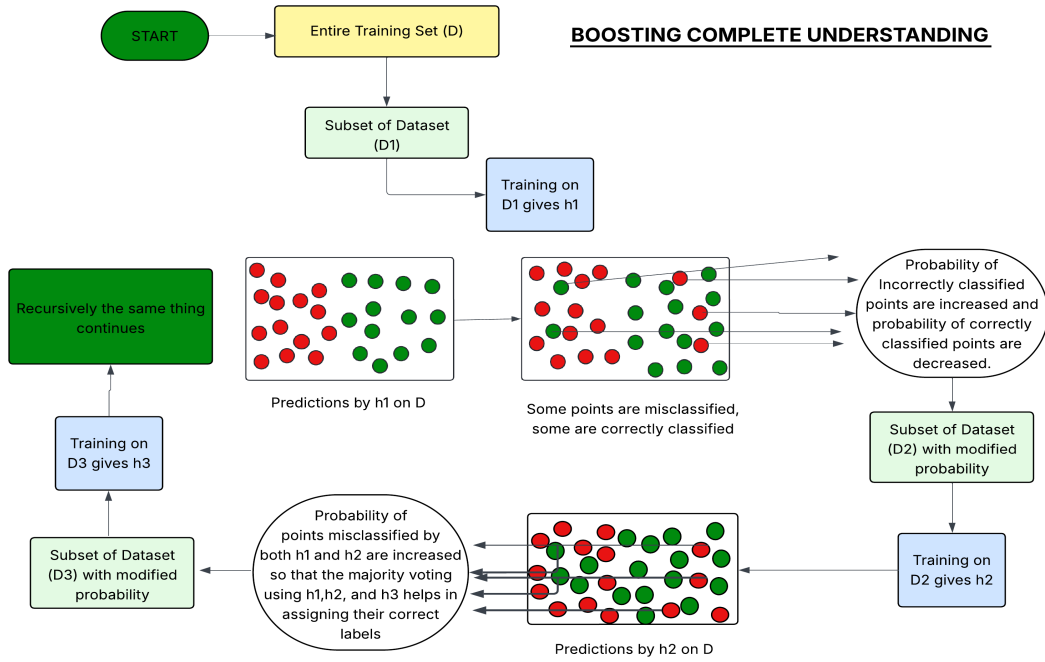 START
Entire Training Set (D)
BOOSTING COMPLETE UNDERSTANDING
Subset of Dataset
(D1)
Training on
D1 gives h1
Recursively the same thing
continues
Predictions by h1 on D
Some points are misclassified,
some are correctly classified
Probability of
Incorrectly classified
points are increased and
probability of correctly
classified points are
decreased.
Subset of Dataset
(D2) with modified
probability
Training on
D2 gives h2
Predictions by h2 on D
Probability of
points misclassified by
both h1 and h2 are increased
so that the majority voting
using h1,h2, and h3 helps in
assigning their correct
labels
Subset of Dataset
(D3) with modified
probability
Training on
D3 gives h3